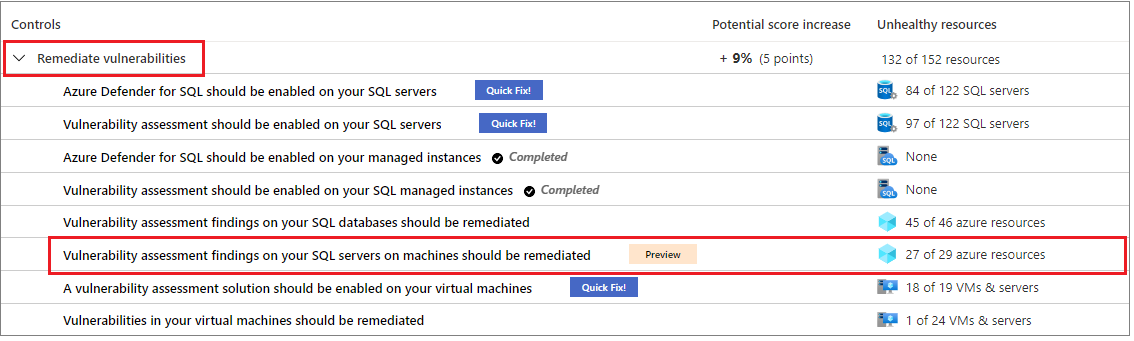 Controls Potential score increase Unhealthy resources
Remediate vulnerabilities + 9% (5 points) 132 of 152 resources
Azure Defender for SQL should be enabled on your SQL servers Quick Fix! SQL 84 of 122 SQL servers
Vulnerability assessment should be enabled on your SQL servers Quick Fix! SQL 97 of 122 SQL servers
Azure Defender for SQL should be enabled on your managed instances Completed SQL None
Vulnerability assessment should be enabled on your SQL managed instances Completed SQL None
Vulnerability assessment findings on your SQL databases should be remediated 45 of 46 azure resources
Vulnerability assessment findings on your SQL servers on machines should be remediated Preview 27 of 29 azure resources
A vulnerability assessment solution should be enabled on your virtual machines Quick Fix! 18 of 19 VMs & servers
Vulnerabilities in your virtual machines should be remediated 1 of 24 VMs & servers